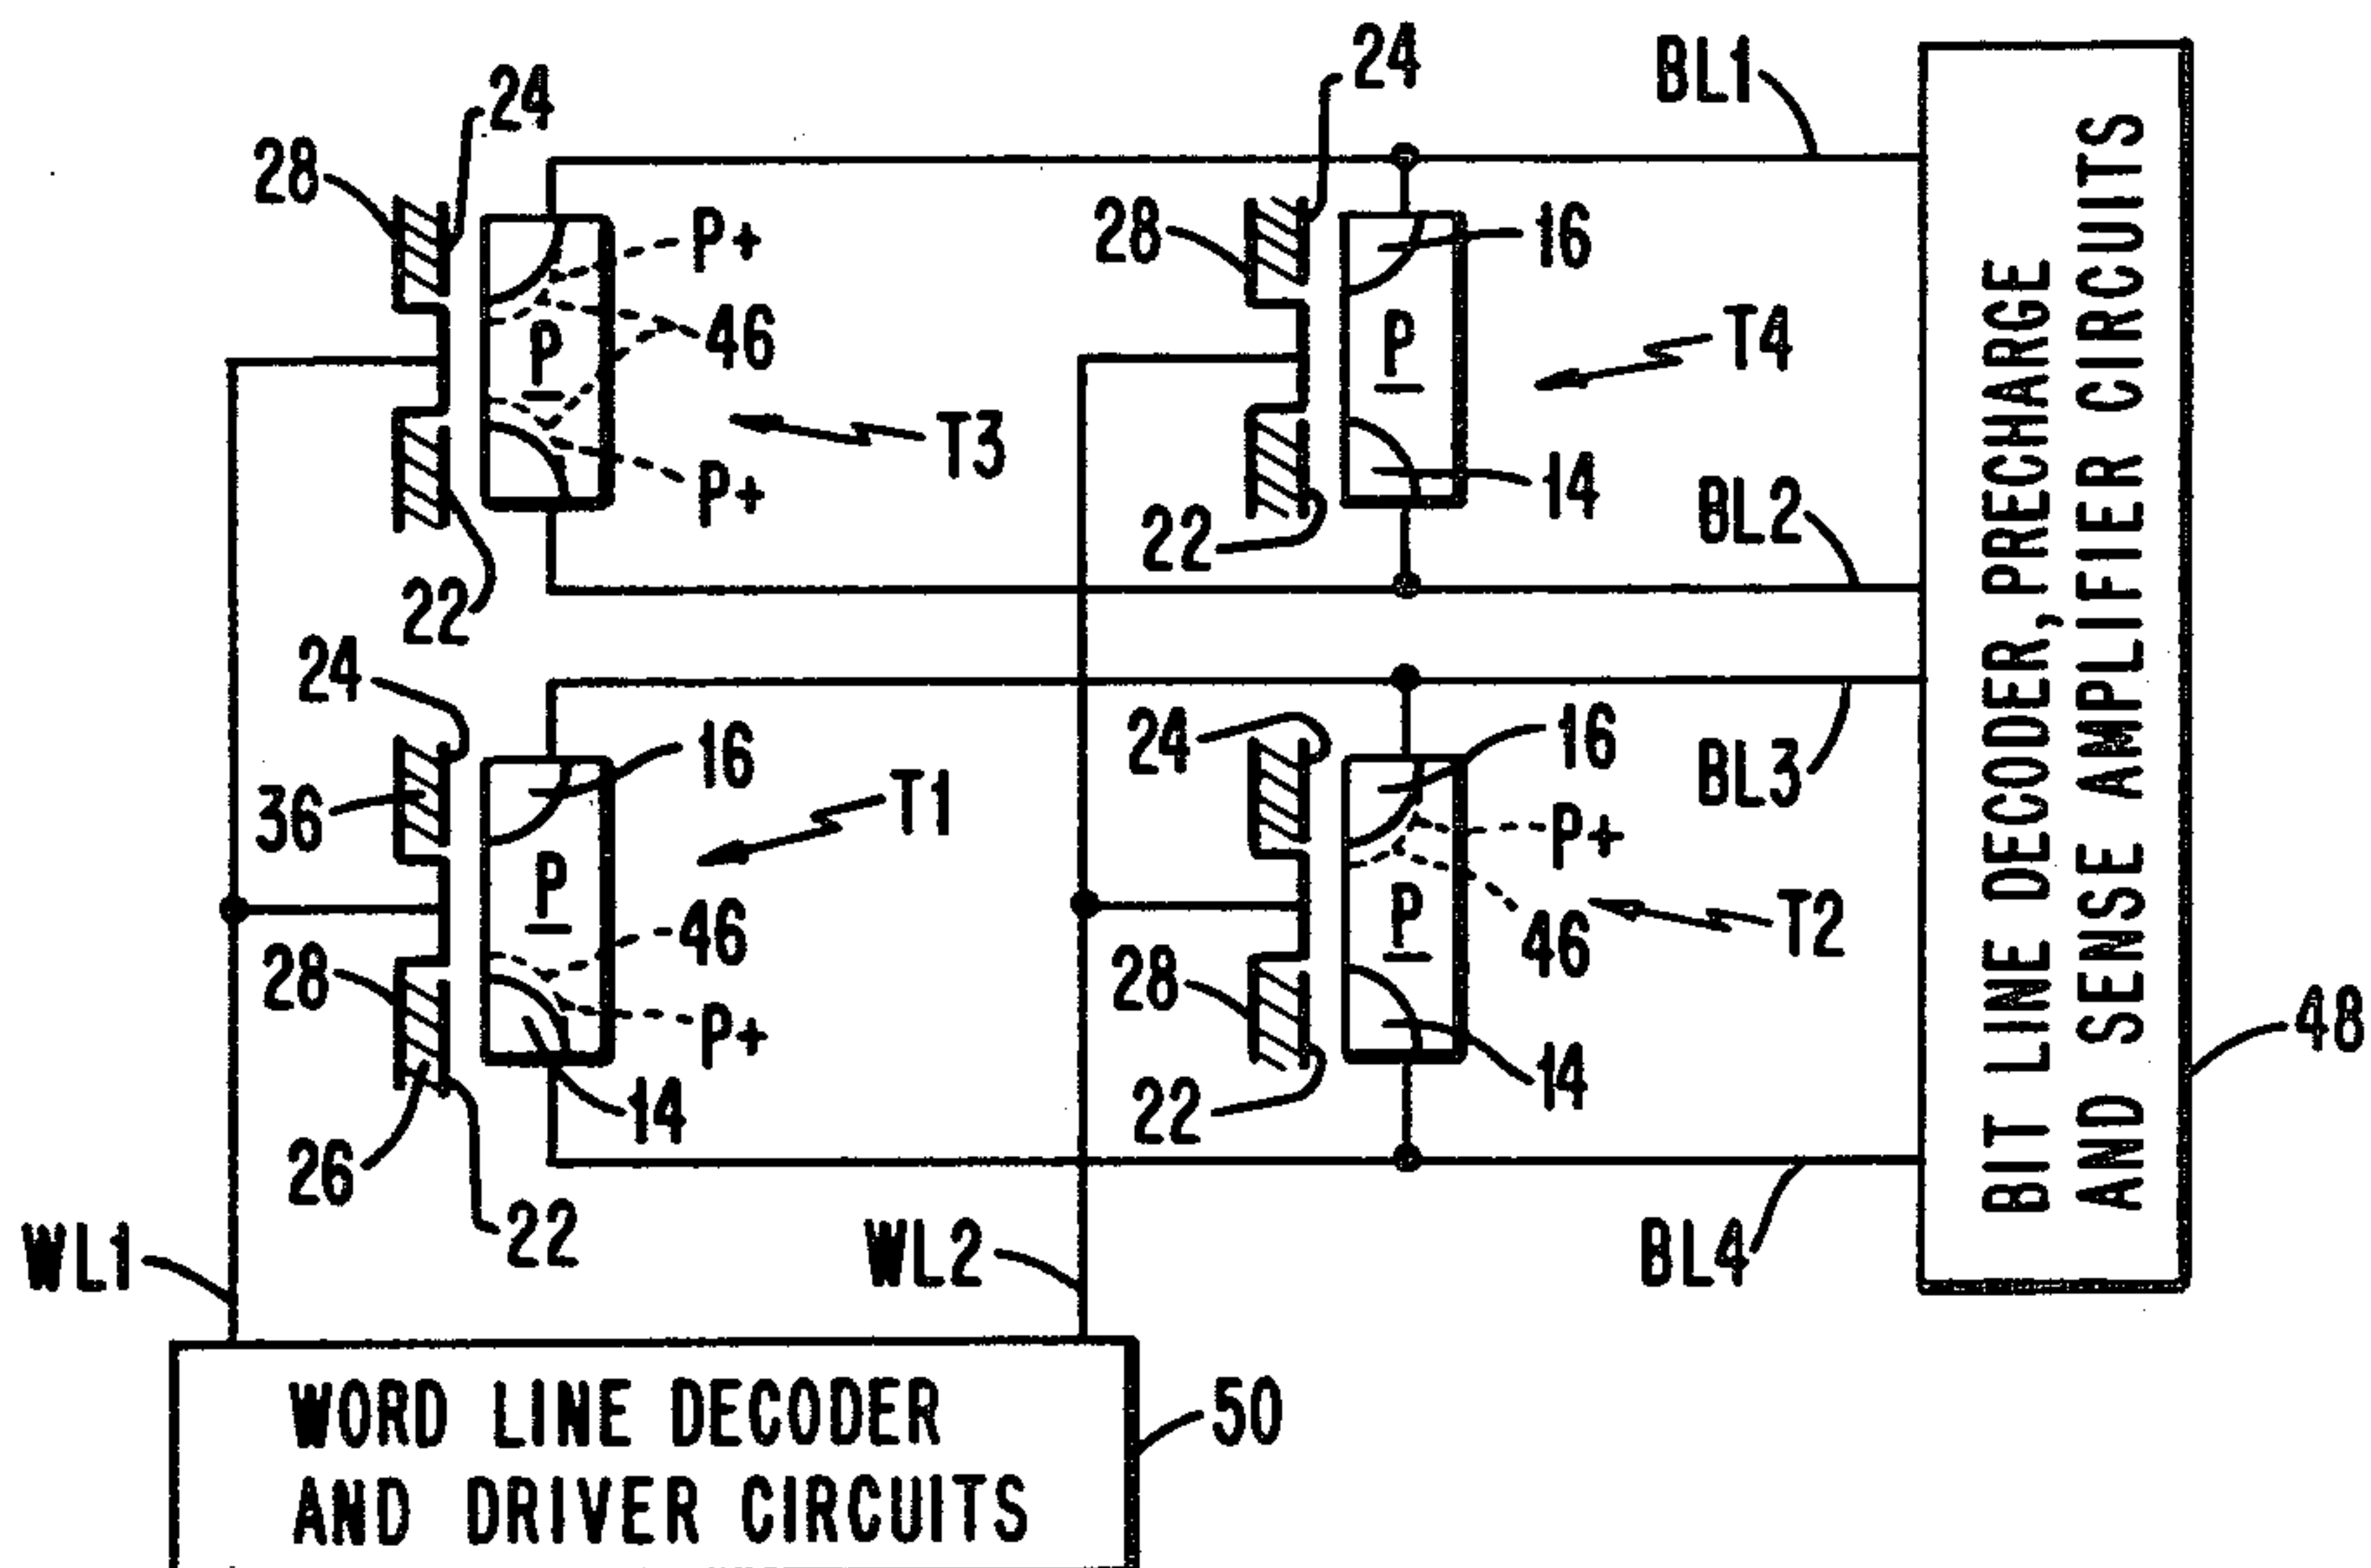 24
24
BL1
28
P+
28
16
46
P
P
T4
T3
P+
14
BL2
22
22
24
16
24
16
BL3
36
T1
P+
P
P
46
46
T2
28
28
P+
14
14
22
26
22
WL1
WL2
BL4
48
BIT LINE DECODER, PRECHARGE
AND SENSE AMPLIFIER CIRCUITS
50
WORD LINE DECODER
AND DRIVER CIRCUITS